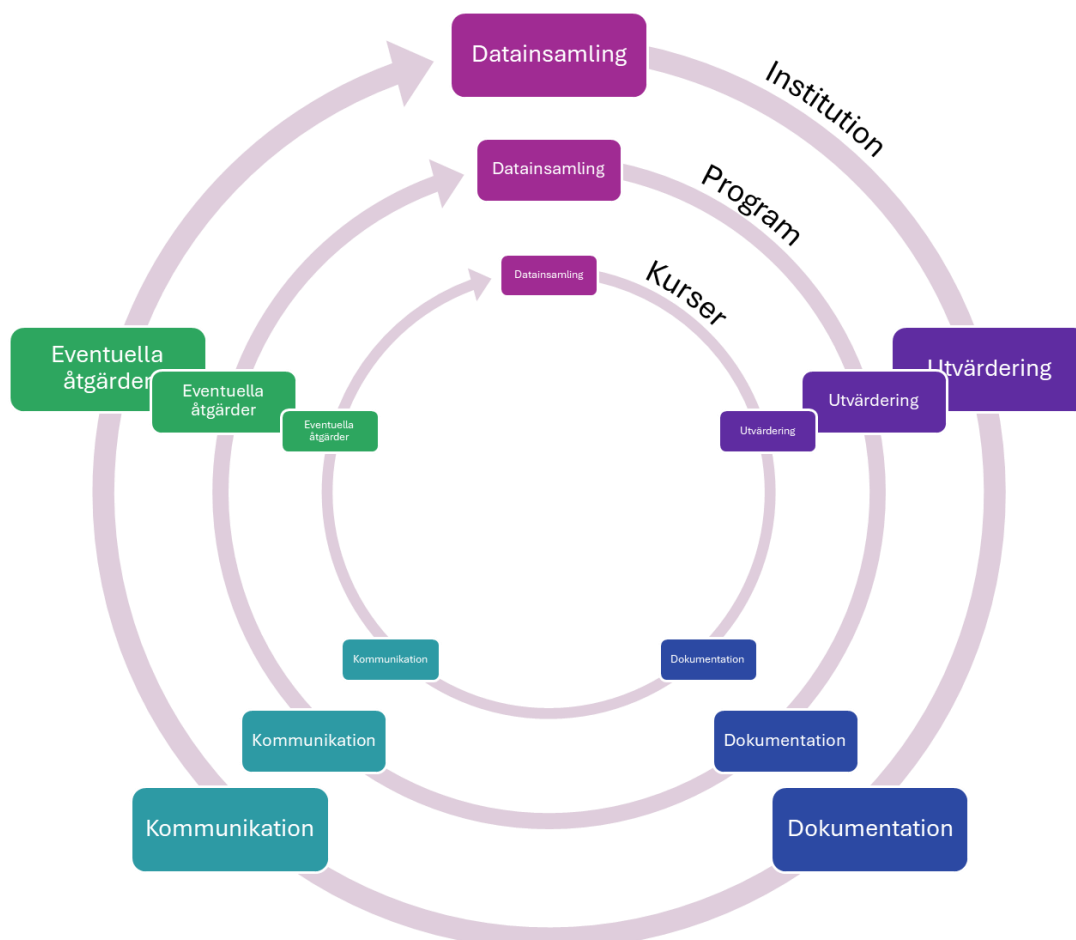 Datainsamling
Institution
Datainsamling
Program
Datainsamling
Kurser
Eventuella
åtgärder
Eventuella
åtgärder
Eventuella
åtgärder
Utvärdering
Utvärdering
Utvärdering
Kommunikation
Dokumentation
Kommunikation
Dokumentation
Kommunikation
Dokumentation